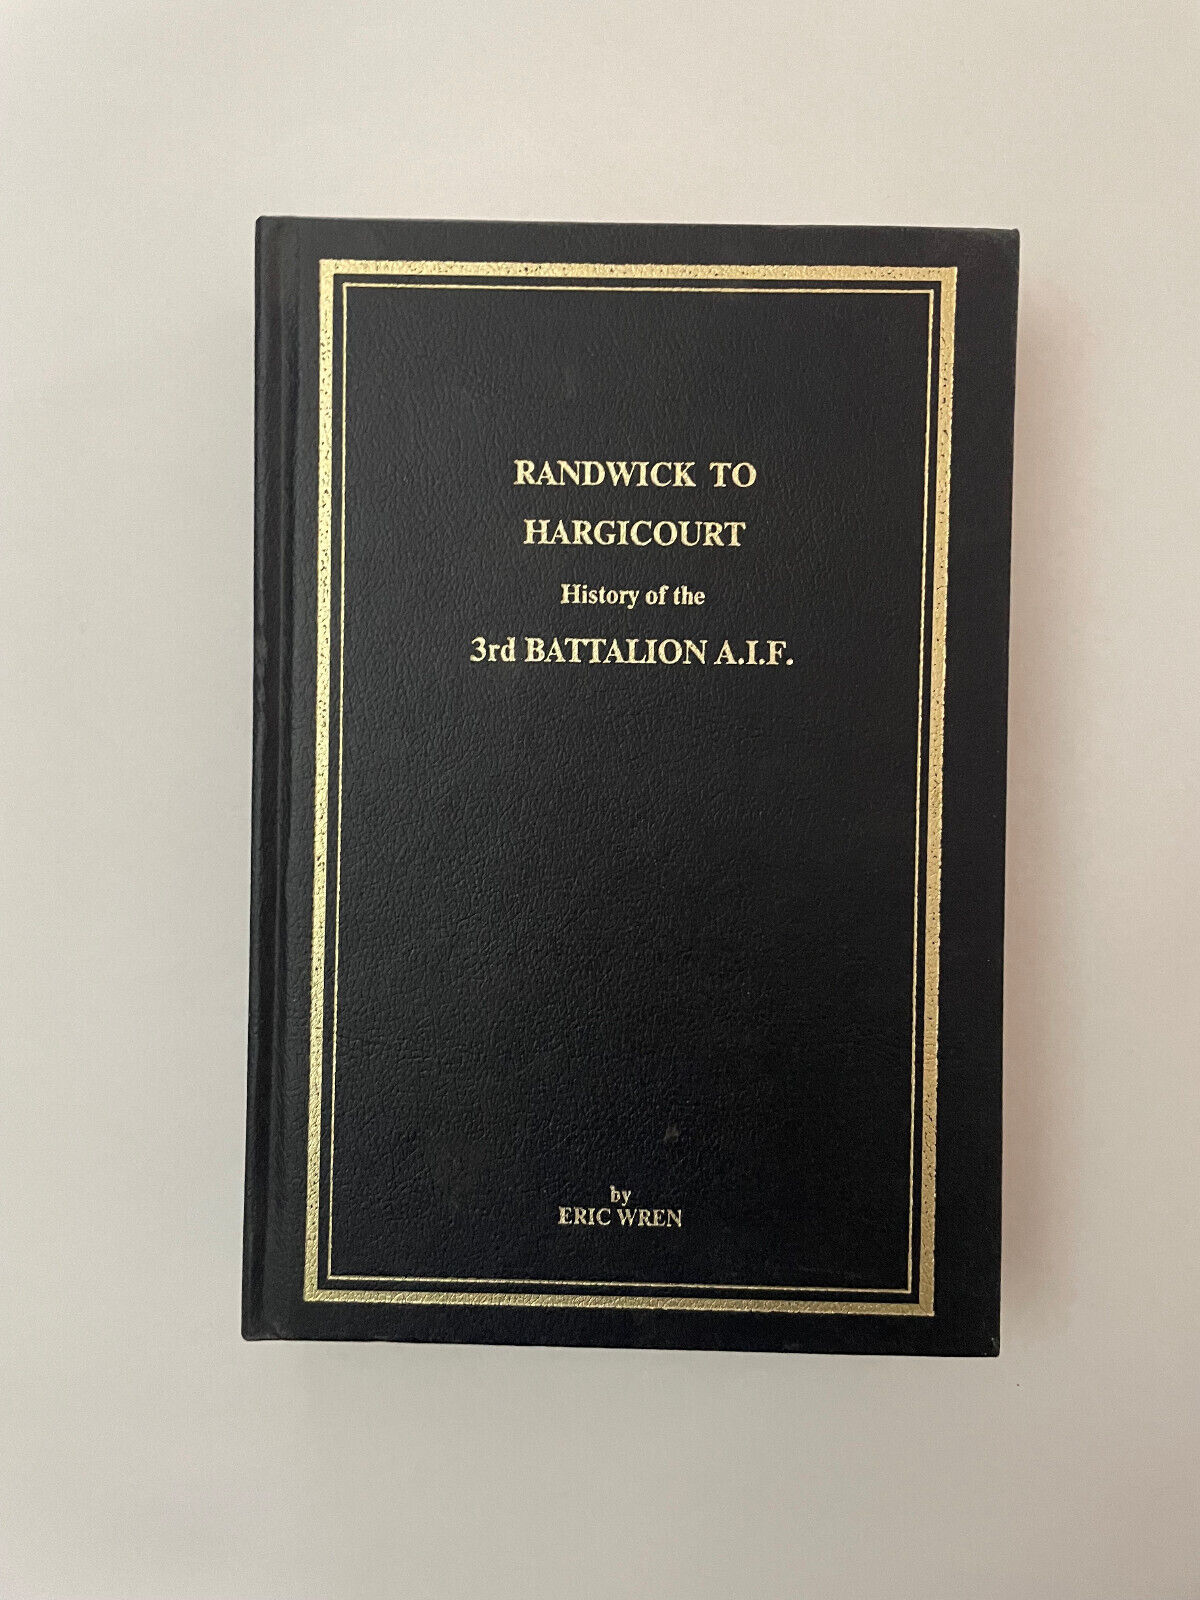 RANDWICK TO
HARGICOURT
History of the
3rd BATTALION A.I.F.
by
ERIC WREN